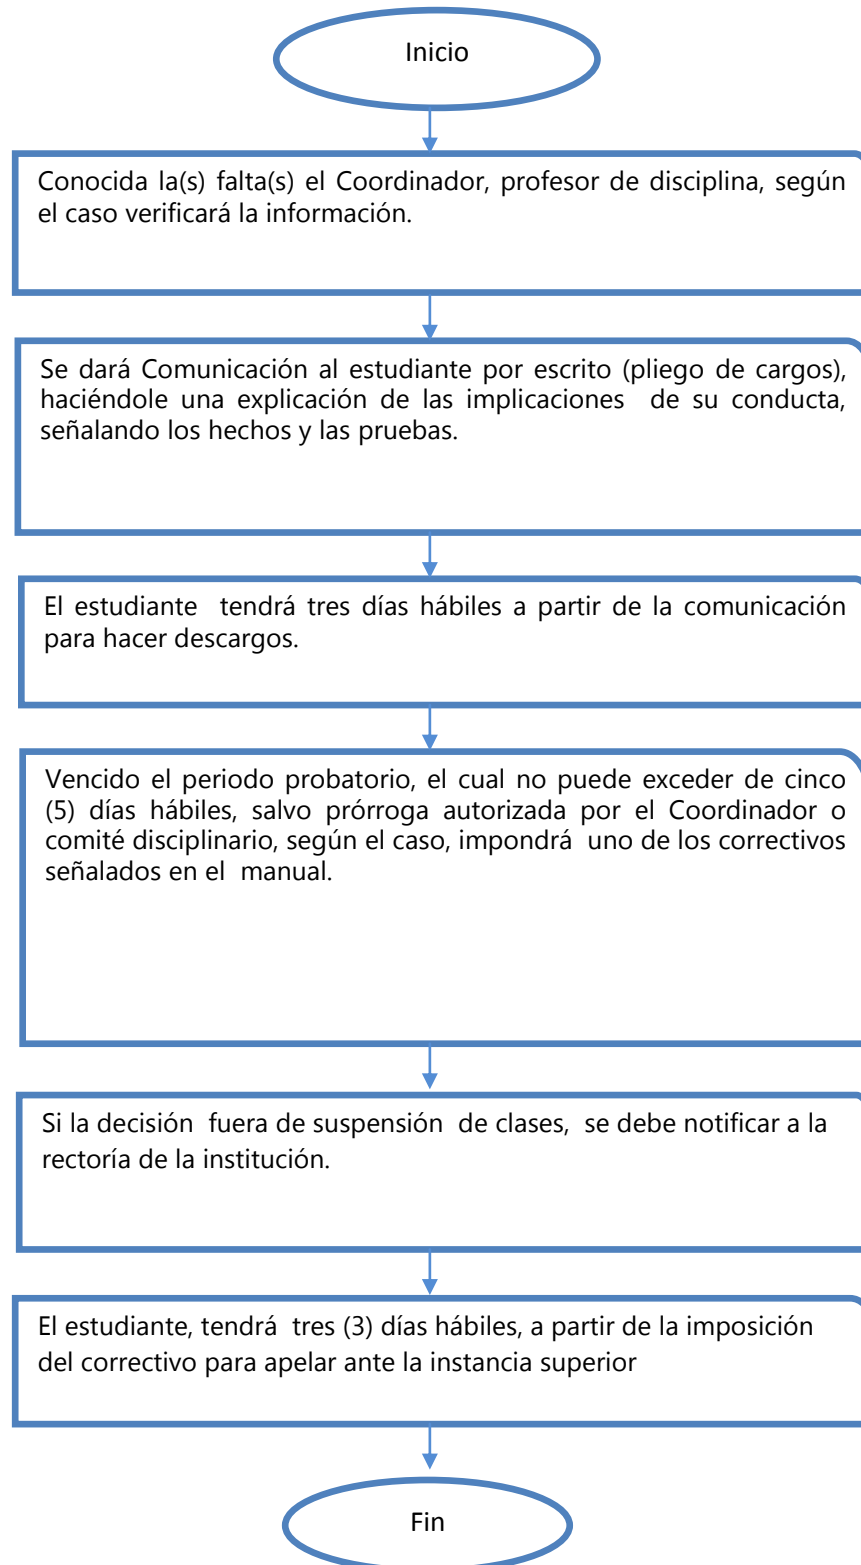 Inicio
Conocida la(s) falta(s) el Coordinador, profesor de disciplina, según
el caso verificará la información.
Se dará Comunicación al estudiante por escrito (pliego de cargos),
haciéndole una explicación de las implicaciones de su conducta,
señalando los hechos y las pruebas.
El estudiante tendrá tres días hábiles a partir de la comunicación
para hacer descargos.
Vencido el periodo probatorio, el cual no puede exceder de cinco
(5) días hábiles, salvo prórroga autorizada por el Coordinador o
comité disciplinario, según el caso, impondrá uno de los correctivos
señalados en el manual.
Si la decisión fuera de suspensión de clases, se debe notificar a la
rectoría de la institución.
El estudiante, tendrá tres (3) días hábiles, a partir de la imposición
del correctivo para apelar ante la instancia superior
Fin